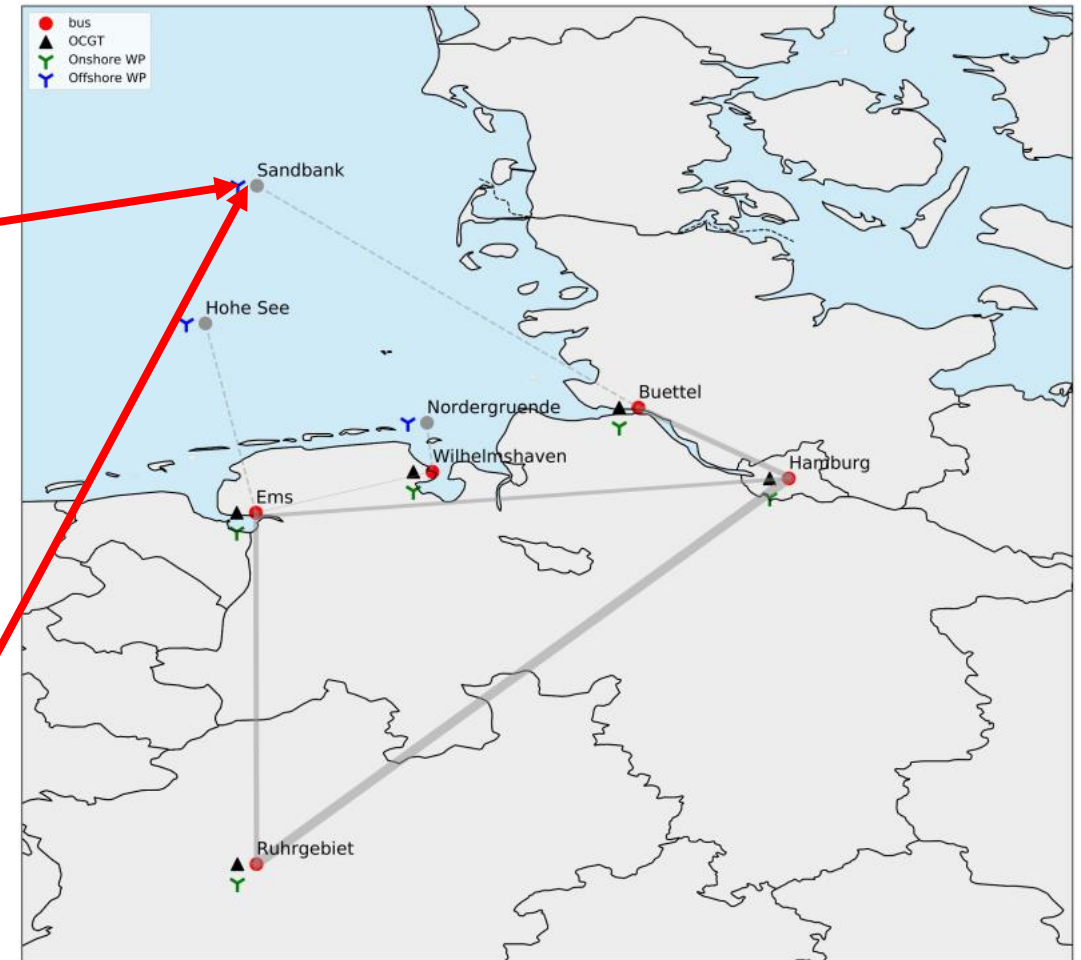 bus
OCGT
Onshore WP
Offshore WP
Sandbank
Hohe See
Buettel
Nordergruende
Wilhelmshaven
Hamburg
Ems
Ruhrgebiet